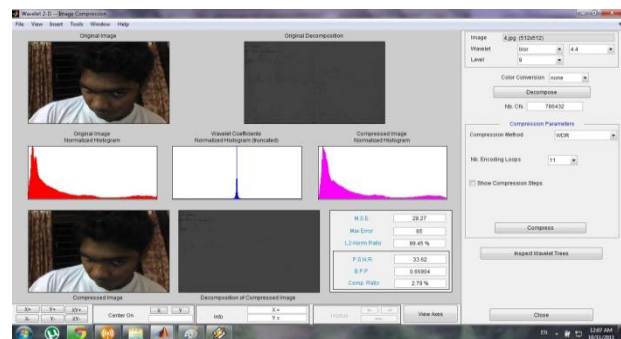 Wavelet 2-D -- Image Compression
File View Insert Tools Window Help
Original Image
Original Decomposition
Original Image
Normalized Histogram
Wavelet Coefficients
Normalized Histogram (truncated)
Compressed Image
Normalized Histogram
M.S.E. 28.27
Max Error 65
L2-Norm Ratio
P.S.N.R. 33.62
B.P.P.
Comp. Ratio 2.79 %
Compressed Image
Decomposition of Compressed Image
X+ Y+ XY+
X- Y- XY-
Center On X Y
Info X =
Y =
View Axes
Image 4.jpg (512x512)
Wavelet bior 4.4
Level 9
Color Conversion none
Decompose
Nb. Cfs. 786432
Compression Parameters
Compression Method WDR
Nb. Encoding Loops 11
Show Compression Steps
Compress
Inspect Wavelet Trees
Close
EN
12:07 AM